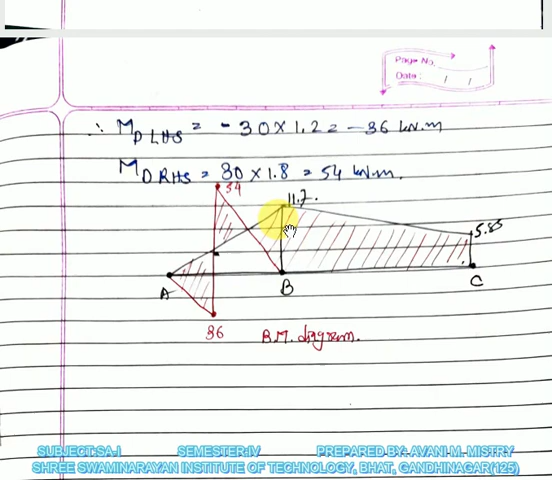 Page No.
Date : / /
∴ M_D LHS = -30 × 1.2 = -36 kN.m
M_D RHS = 30 × 1.8 = 54 kN.m.
54
11.7.
5.85
A
B
C
36
B.M. diagram.
SUBJECT:SA-I SEMESTER:IV PREPARED BY: AVANI M. MISTRY
SHREE SWAMINARAYAN INSTITUTE OF TECHNOLOGY, BHAT, GANDHINAGAR(125)